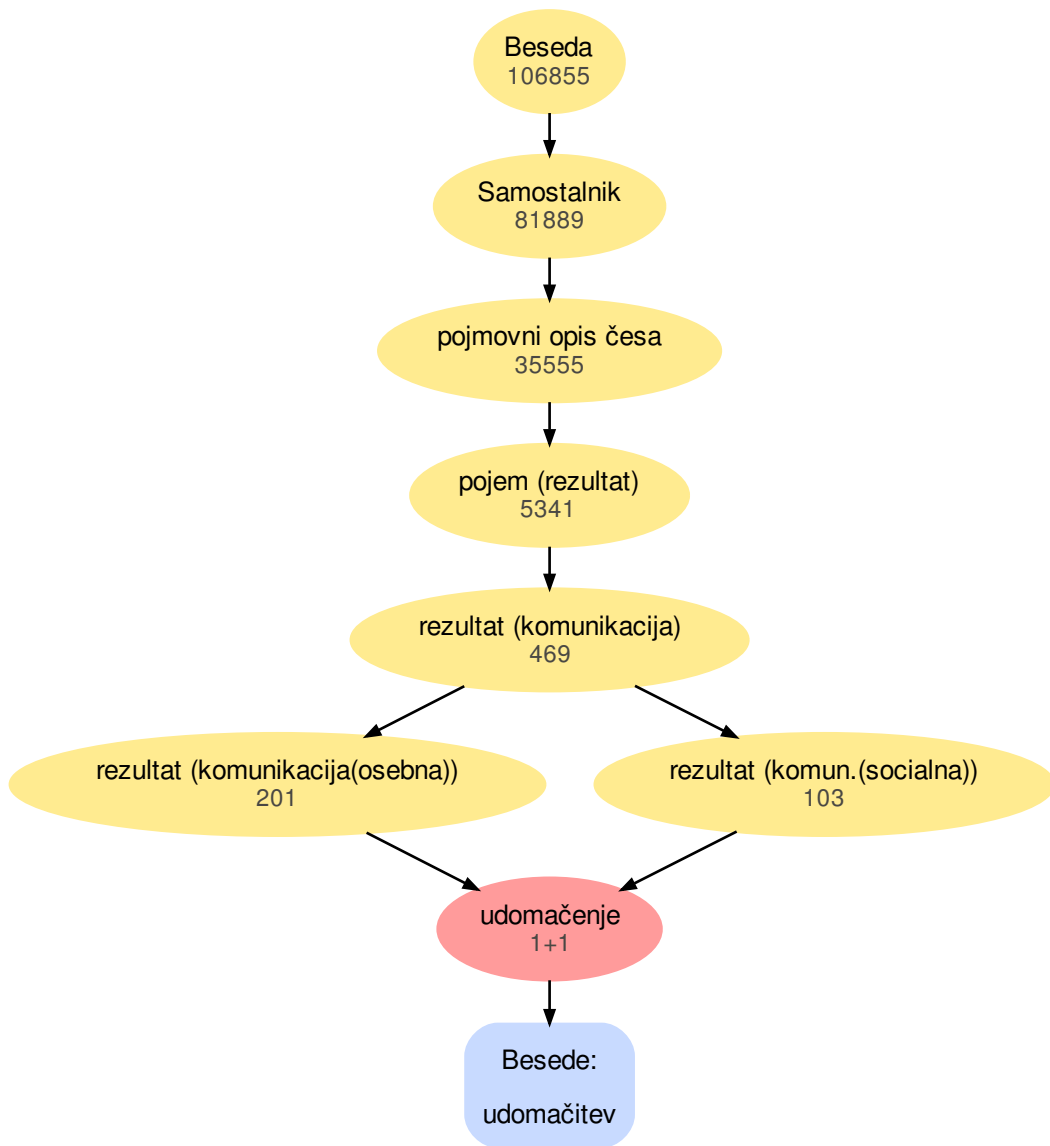 Beseda
106855
Samostalnik
81889
pojmovni opis česa
35555
pojem (rezultat)
5341
rezultat (komunikacija)
469
rezultat (komunikacija(osebna))
201
rezultat (komun.(socialna))
103
udomačenje
1+1
Besede:
udomačitev